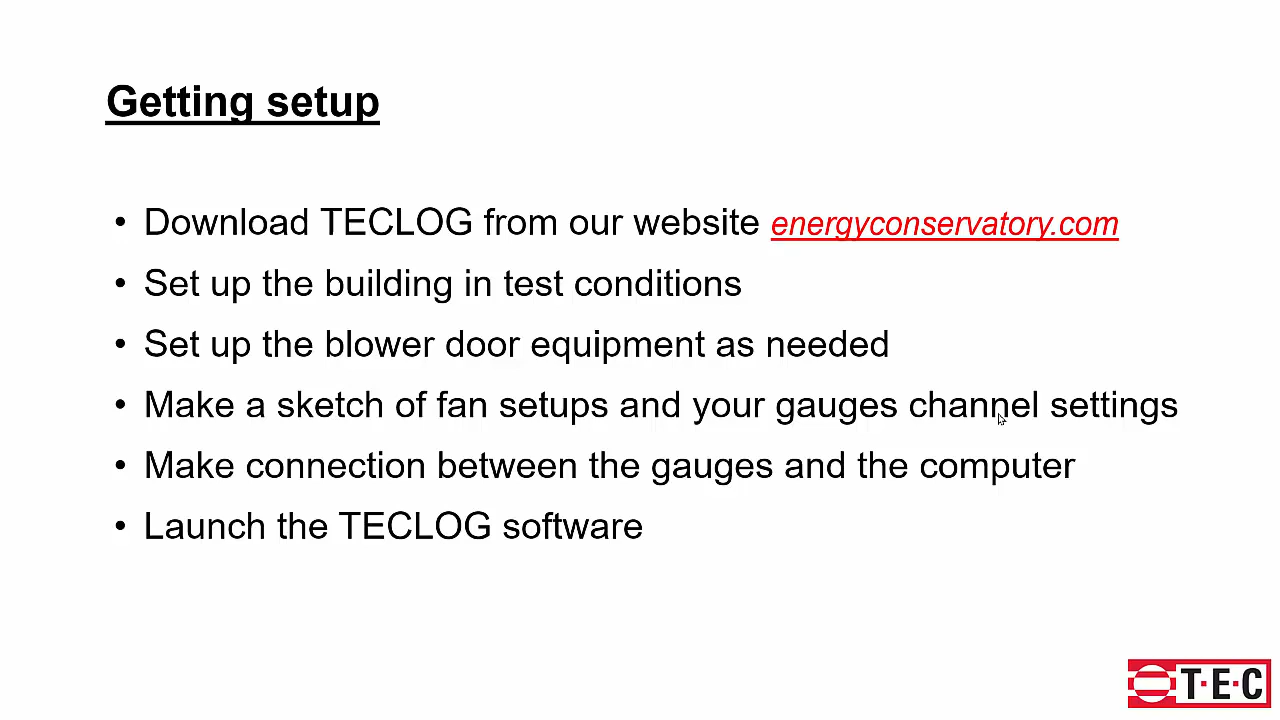 Getting setup
• Download TECLOG from our website energyconservatory.com
• Set up the building in test conditions
• Set up the blower door equipment as needed
• Make a sketch of fan setups and your gauges channel settings
• Make connection between the gauges and the computer
• Launch the TECLOG software
T·E·C